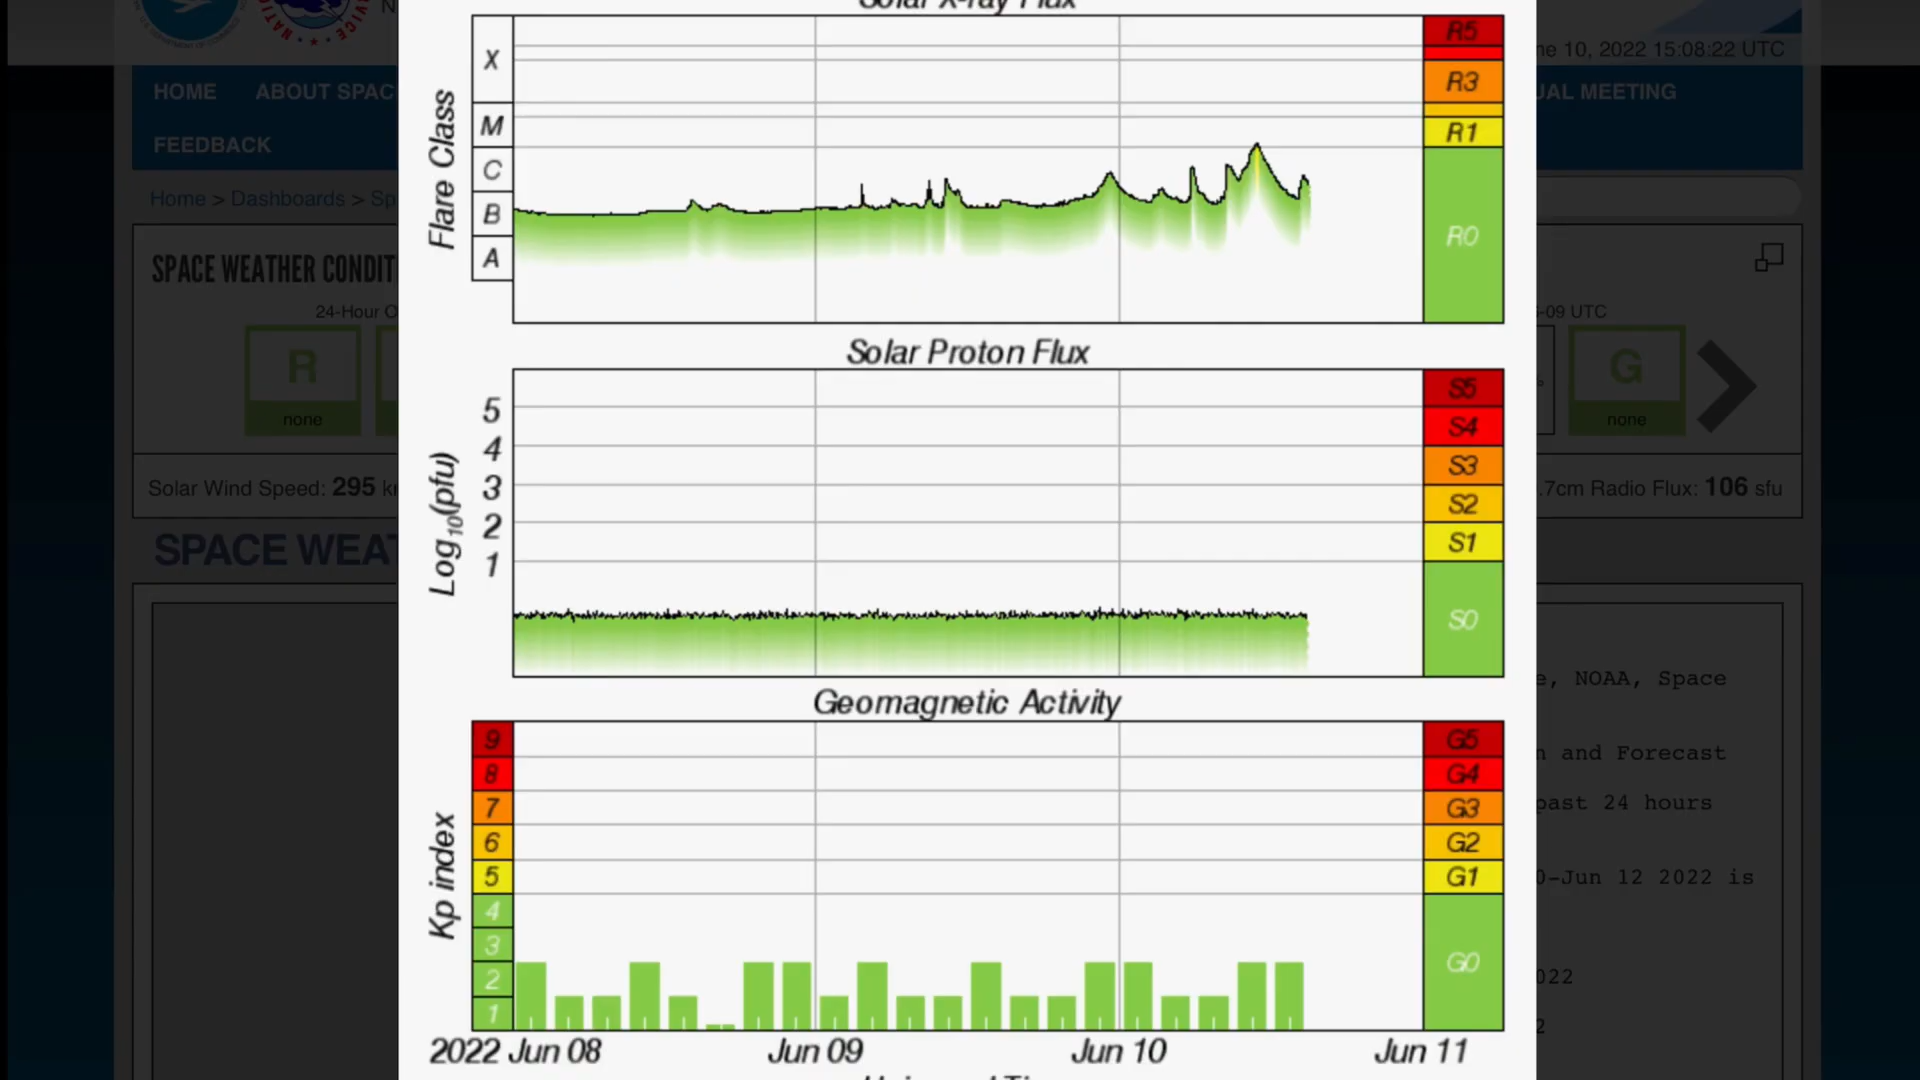 Solar X-ray Flux
Flare Class
X
M
C
B
A
R5
R3
R1
R0
Solar Proton Flux
Log10(pfu)
5
4
3
2
1
S5
S4
S3
S2
S1
S0
Geomagnetic Activity
Kp index
9
8
7
6
5
4
3
2
1
G5
G4
G3
G2
G1
G0
2022 Jun 08
Jun 09
Jun 10
Jun 11
10, 2022 15:08:22 UTC
HOME
ABOUT SPAC
MEETING
FEEDBACK
Home > Dashboards > Sp
SPACE WEATHER CONDIT
24-Hour O
-09 UTC
R
none
G
none
Solar Wind Speed: 295
.7cm Radio Flux: 106 sfu
SPACE WEAT
e, NOAA, Space
n and Forecast
past 24 hours
0-Jun 12 2022 is
022
2